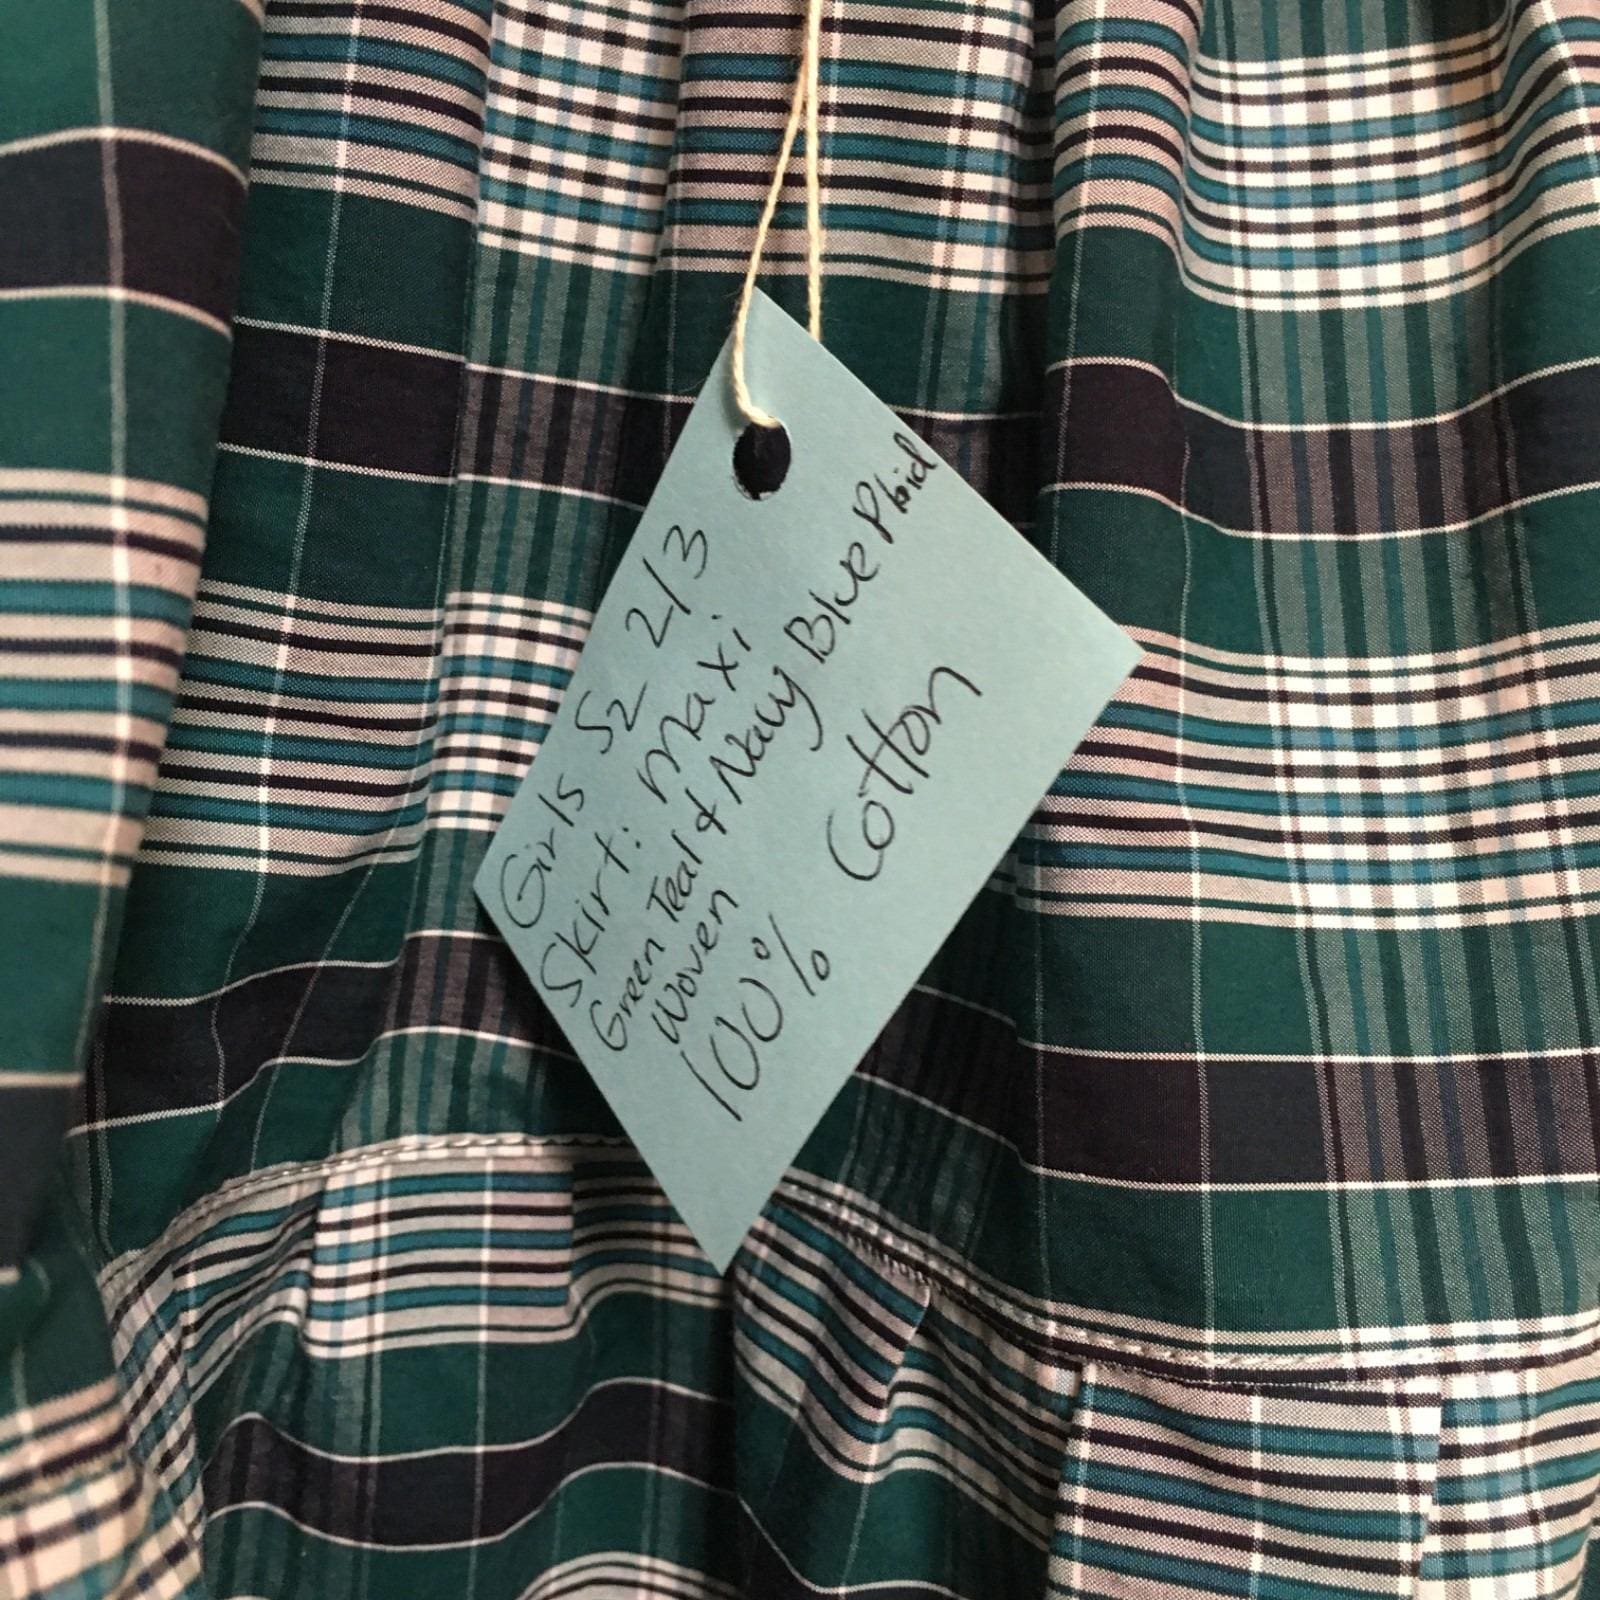 Girls Sz 2/3
Skirt: maxi
Green Teal & Navy Blue Plaid
Woven
100% Cotton